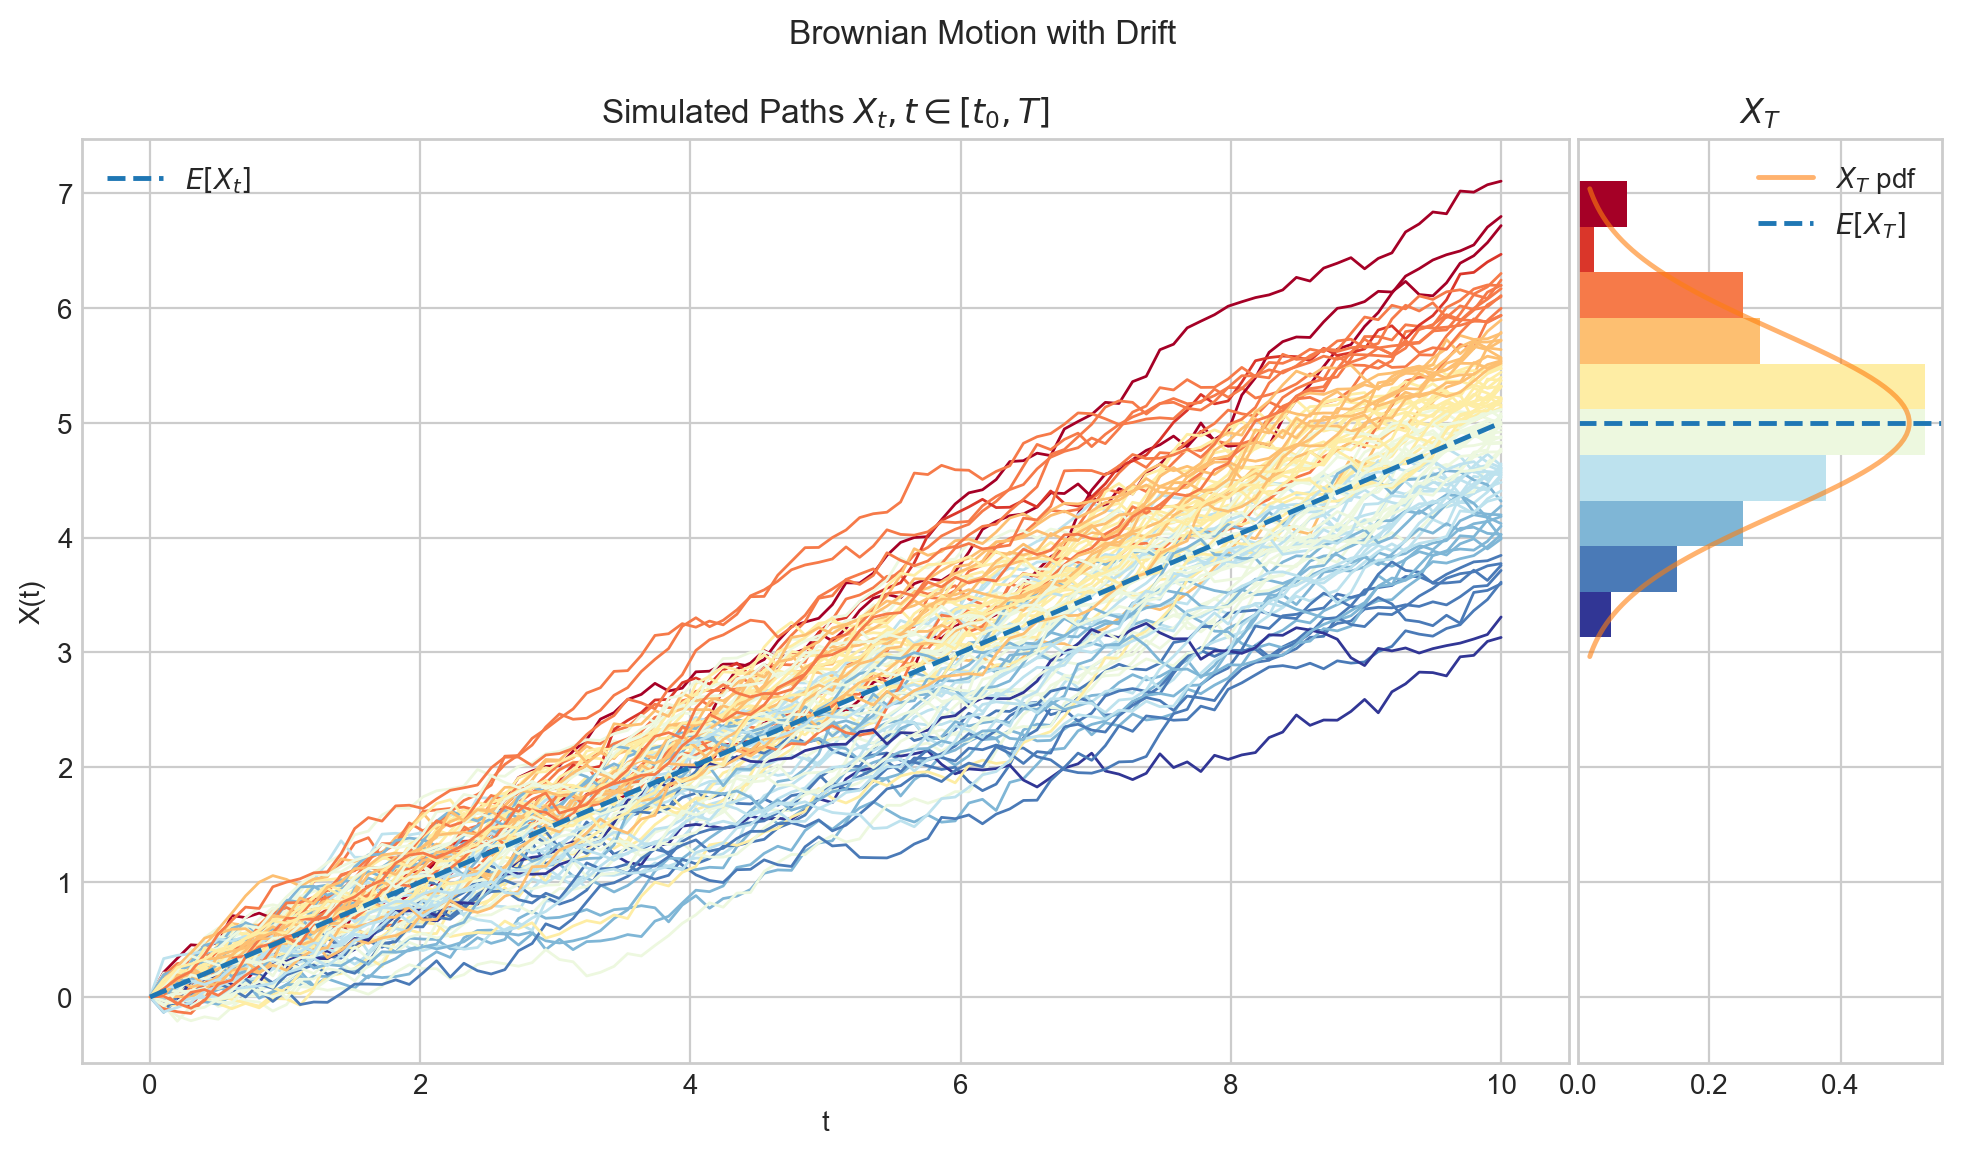 Brownian Motion with Drift
Simulated Paths $X_t, t \in [t_0, T]$
$X_T$
$E[X_t]$
$X_T$ pdf
$E[X_T]$
X(t)
7
6
5
4
3
2
1
0
0 2 4 6 8 10
t
0.0 0.2 0.4